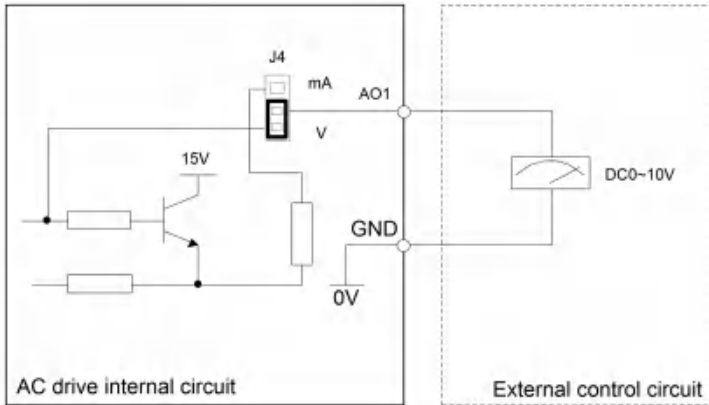 J4
mA
AO1
V
15V
DC0~10V
GND
0V
AC drive internal circuit
External control circuit